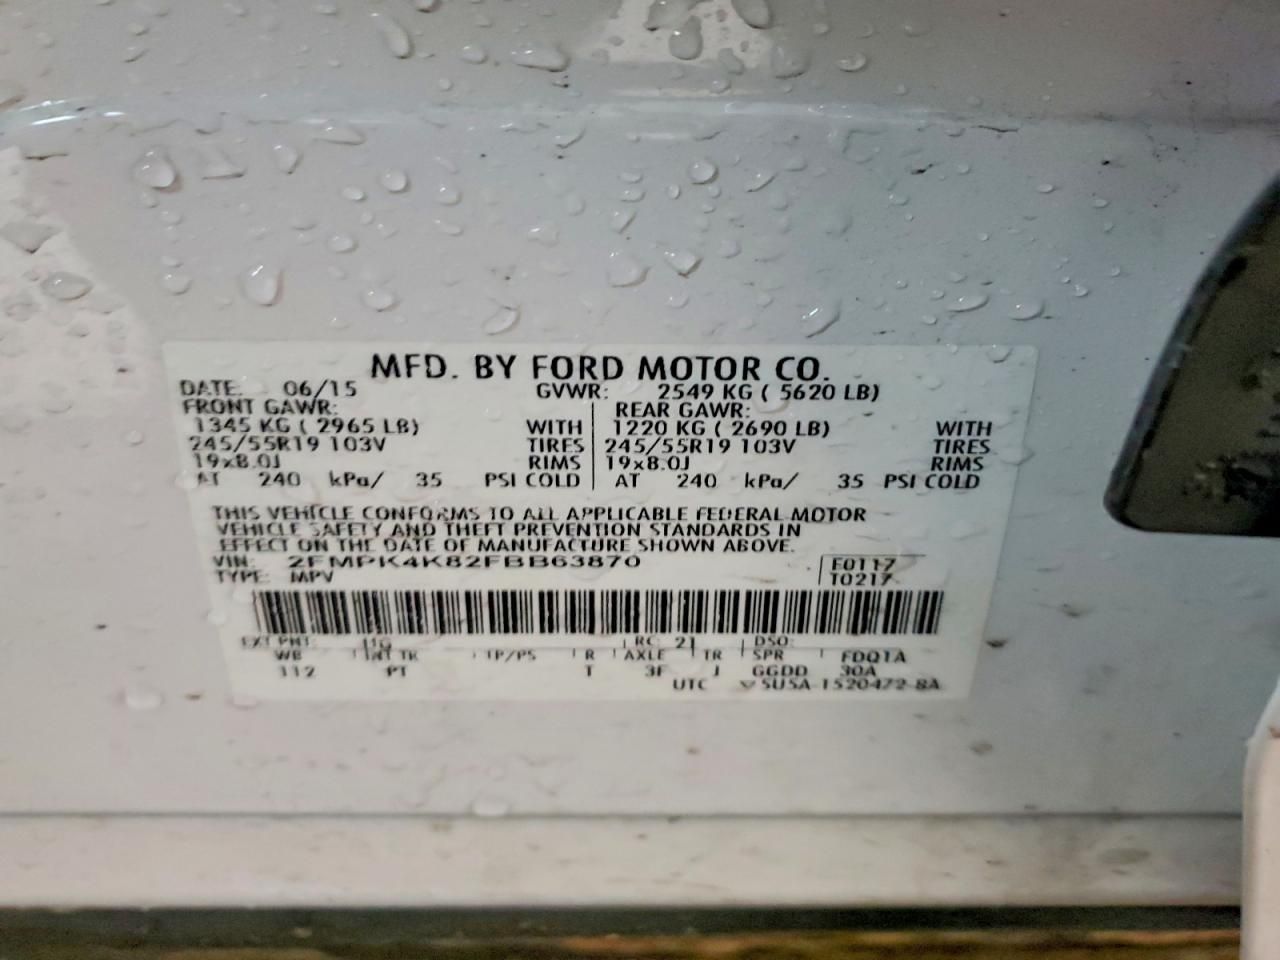 MFD. BY FORD MOTOR CO.
DATE: 06/15 GVWR: 2549 KG ( 5620 LB)
FRONT GAWR: REAR GAWR:
1345 KG ( 2965 LB) WITH 1220 KG ( 2690 LB) WITH
245/55R19 103V TIRES 245/55R19 103V TIRES
19x8.0J RIMS 19x8.0J RIMS
AT 240 kPa/ 35 PSI COLD AT 240 kPa/ 35 PSI COLD
THIS VEHICLE CONFORMS TO ALL APPLICABLE FEDERAL MOTOR
VEHICLE SAFETY AND THEFT PREVENTION STANDARDS IN
EFFECT ON THE DATE OF MANUFACTURE SHOWN ABOVE.
VIN: 2FMPK4K82FBB63870 F0117
TYPE: MPV T0217
EXT PNT: RC: 21 DSO:
WB INT TR TP/PS R AXLE TR SPR FDQ1A
112 PT T 3F J GGDD 30A
UTC 5U5A-1520472-BA